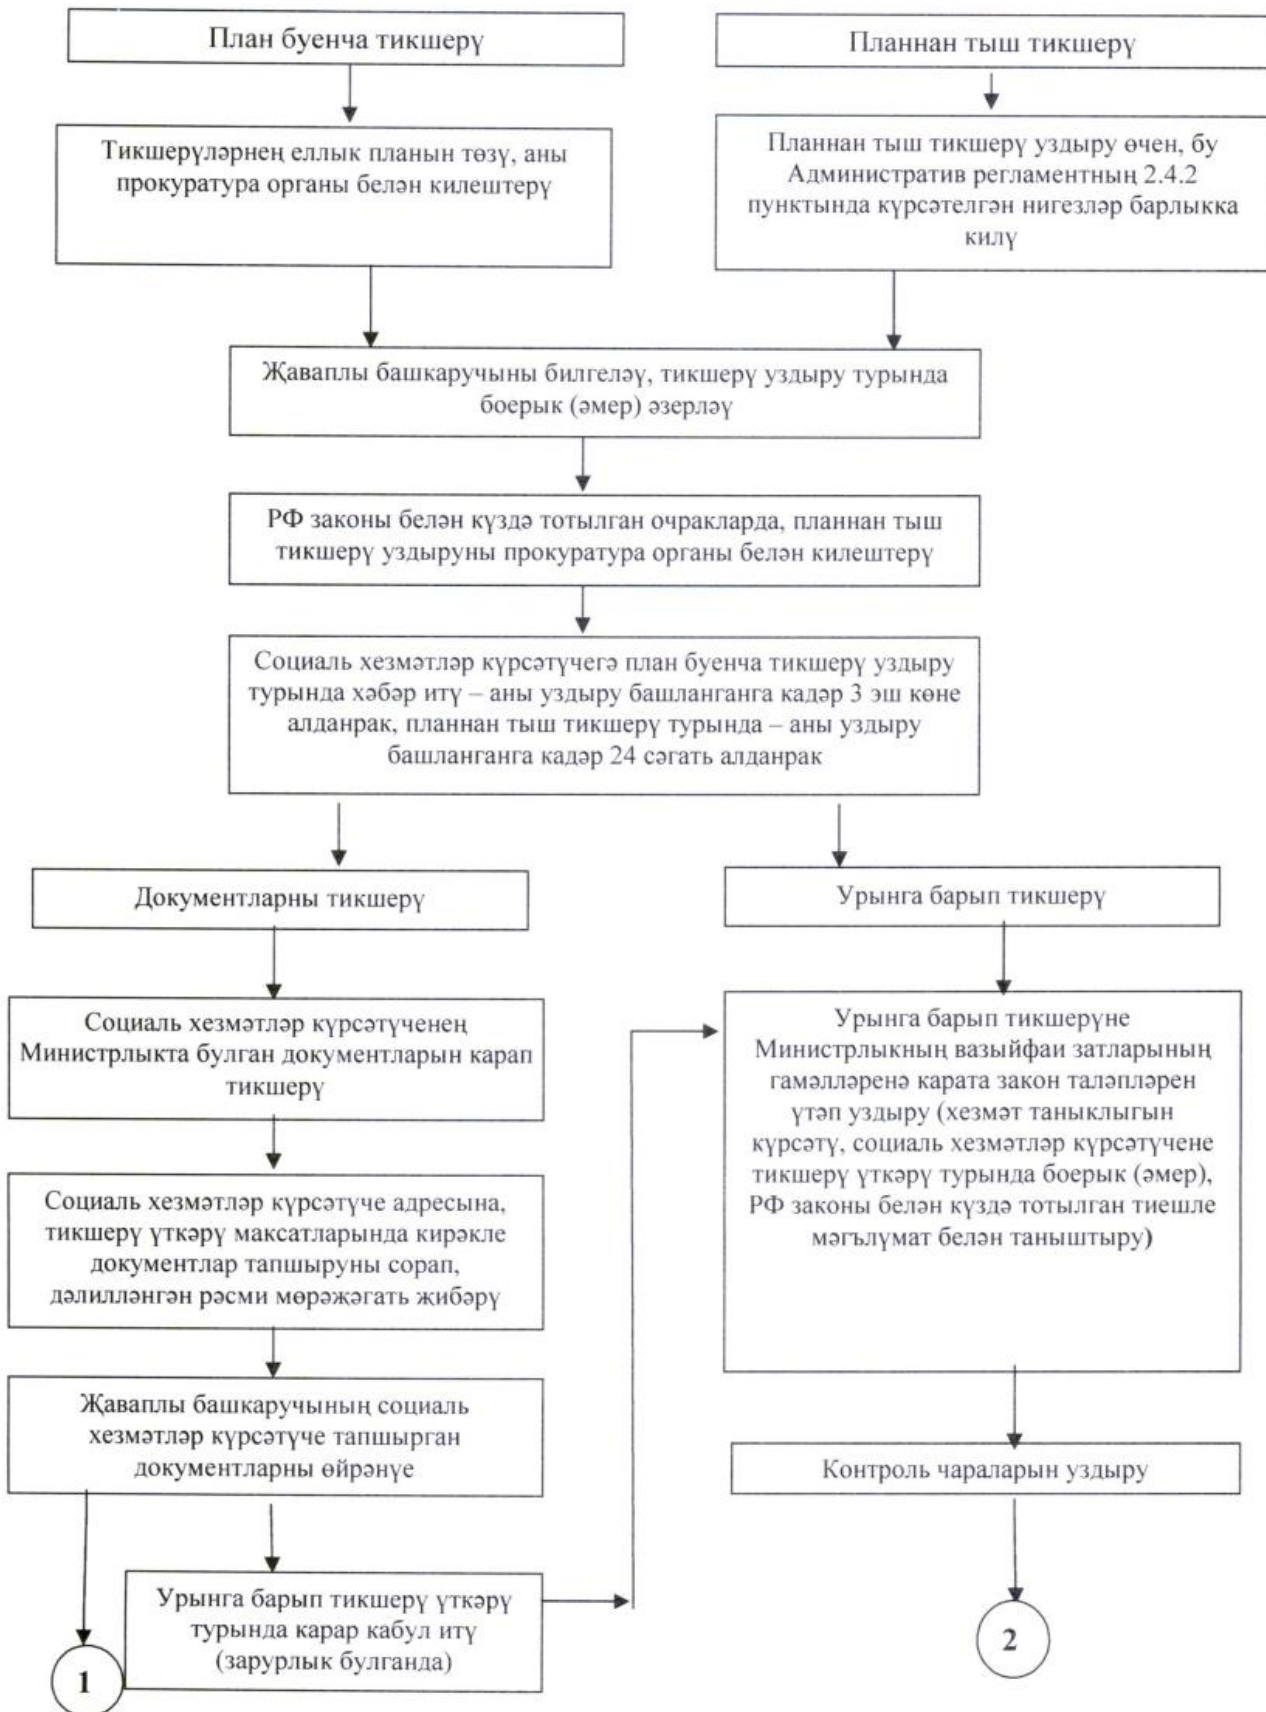 План буенча тикшерү
Планнан тыш тикшерү
Тикшерүләрнең еллык планын төзү, аны
прокуратура органы белән килештерү
Планнан тыш тикшерү уздыру өчен, бу
Административ регламентның 2.4.2
пунктында күрсәтелгән нигезләр барлыкка
килү
Җаваплы башкаручыны билгеләү, тикшерү уздыру турында
боерык (әмер) әзерләү
РФ законы белән күздә тотылган очракларда, планнан тыш
тикшерү уздыруны прокуратура органы белән килештерү
Социаль хезмәтләр күрсәтүчегә план буенча тикшерү уздыру
турында хәбәр итү – аны уздыру башланганга кадәр 3 эш көне
алданрак, планнан тыш тикшерү турында – аны уздыру
башланганга кадәр 24 сәгать алданрак
Документларны тикшерү
Урынга барып тикшерү
Социаль хезмәтләр күрсәтүченең
Министрлыкта булган документларын карап
тикшерү
Социаль хезмәтләр күрсәтүче адресына,
тикшерү үткәрү максатларында кирәкле
документлар тапшыруны сорап,
дәлилләнгән рәсми мөрәҗәгать җибәрү
Җаваплы башкаручының социаль
хезмәтләр күрсәтүче тапшырган
документларны өйрәнүе
Урынга барып тикшерү үткәрү
турында карар кабул итү
(зарурлык булганда)
1
Урынга барып тикшерүне
Министрлыкның вазыйфаи затларының
гамәлләренә карата закон таләпләрен
үтәп уздыру (хезмәт таныклыгын
күрсәтү, социаль хезмәтләр күрсәтүчене
тикшерү үткәрү турында боерык (әмер),
РФ законы белән күздә тотылган тиешле
мәгълүмат белән таныштыру)
Контроль чараларын уздыру
2